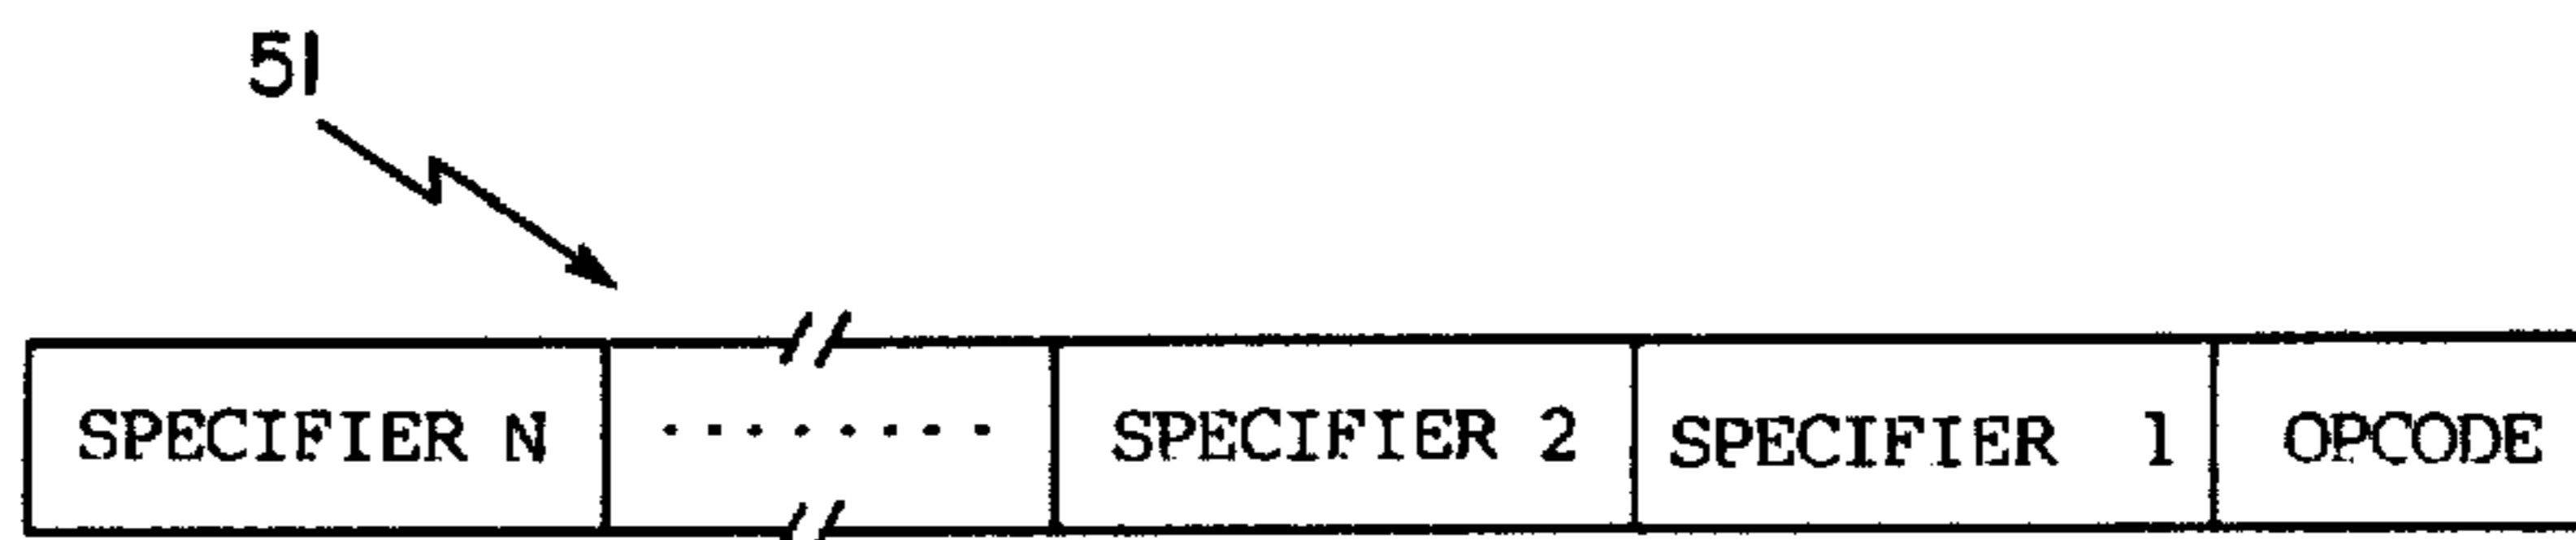 51
SPECIFIER N ........ SPECIFIER 2 SPECIFIER 1 OPCODE